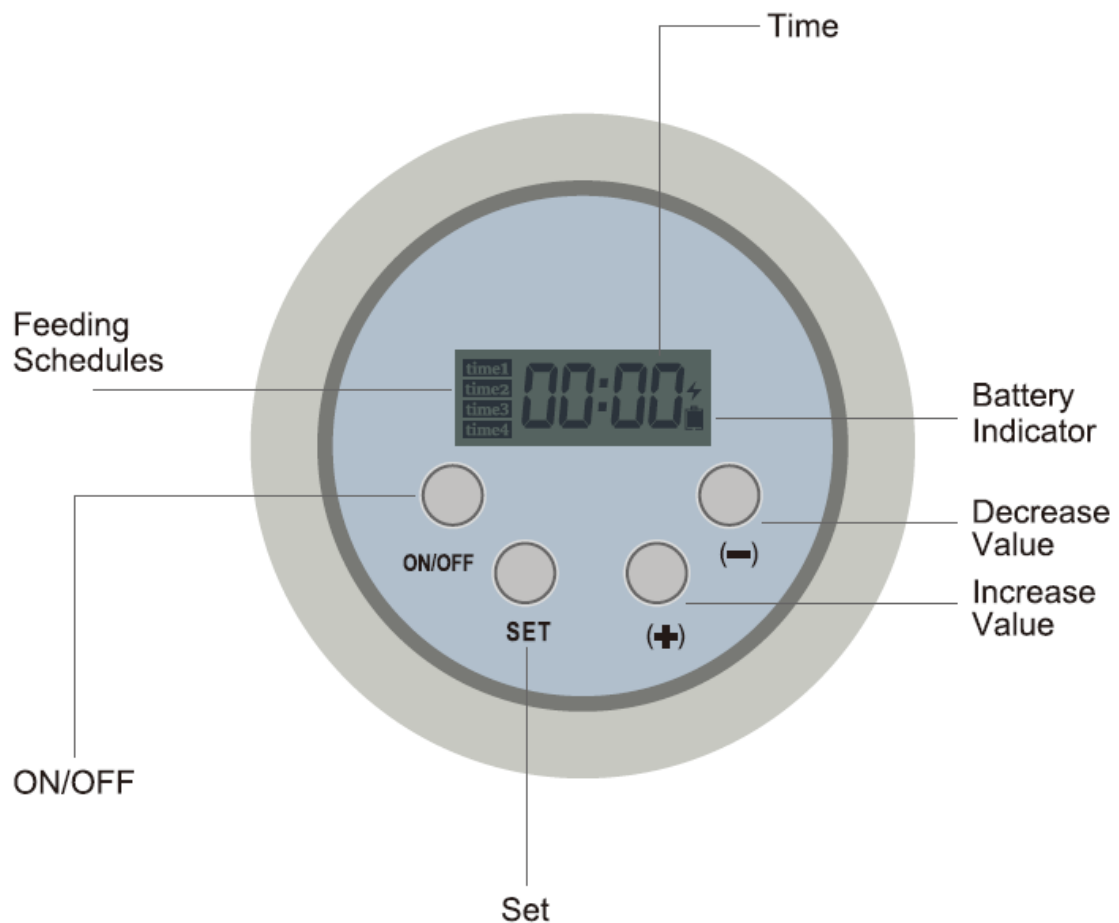 Time
Feeding
Schedules
time1
time2
time3
time4
00:00
Battery
Indicator
Decrease
Value
(−)
ON/OFF
Increase
Value
SET
(+)
ON/OFF
Set